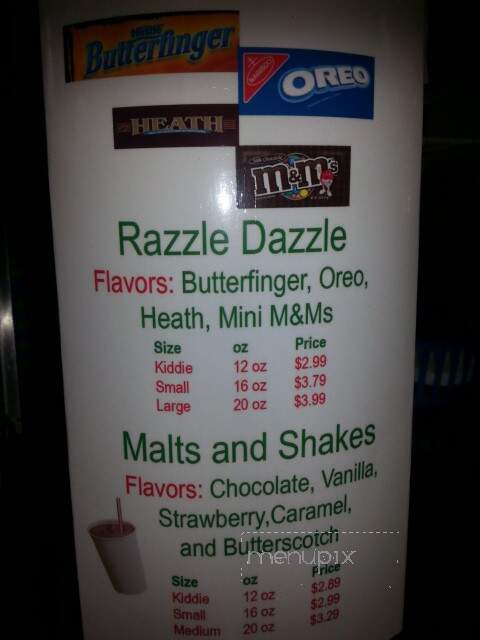 Butterfinger
NABISCO
OREO
HEATH
m&m's
Razzle Dazzle
Flavors: Butterfinger, Oreo,
Heath, Mini M&Ms
Size oz Price
Kiddie 12 oz $2.99
Small 16 oz $3.79
Large 20 oz $3.99
Malts and Shakes
Flavors: Chocolate, Vanilla,
Strawberry,Caramel,
and Butterscotch
menupix
Size oz Price
Kiddie 12 oz $2.89
Small 16 oz $2.99
Medium 20 oz $3.29